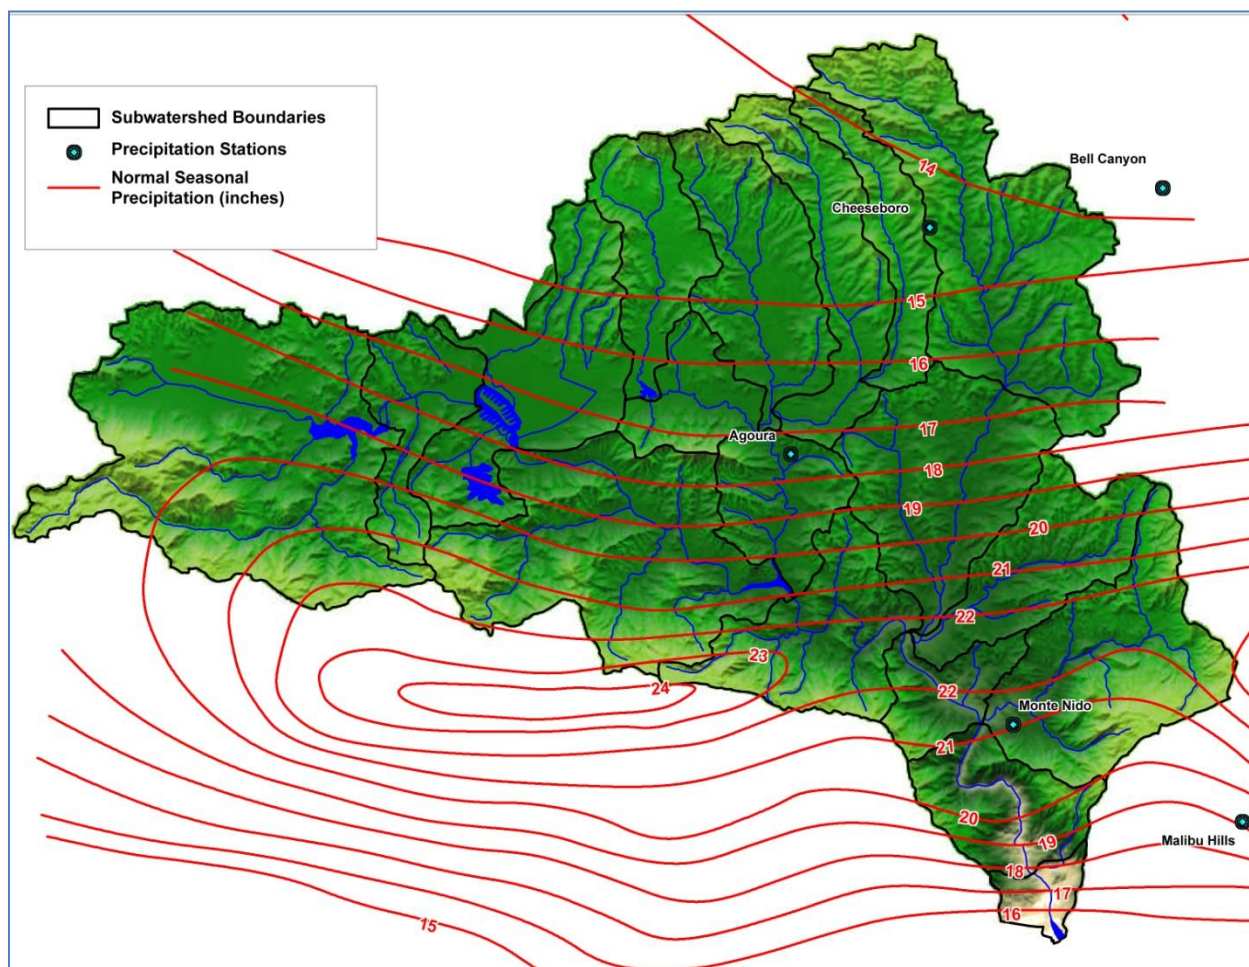 Subwatershed Boundaries
Precipitation Stations
Normal Seasonal
Precipitation (inches)
Bell Canyon
14
Cheeseboro
15
16
17
Agoura
18
19
20
21
22
23
24
22
Monte Nido
21
20
19
Malibu Hills
18
17
16
15